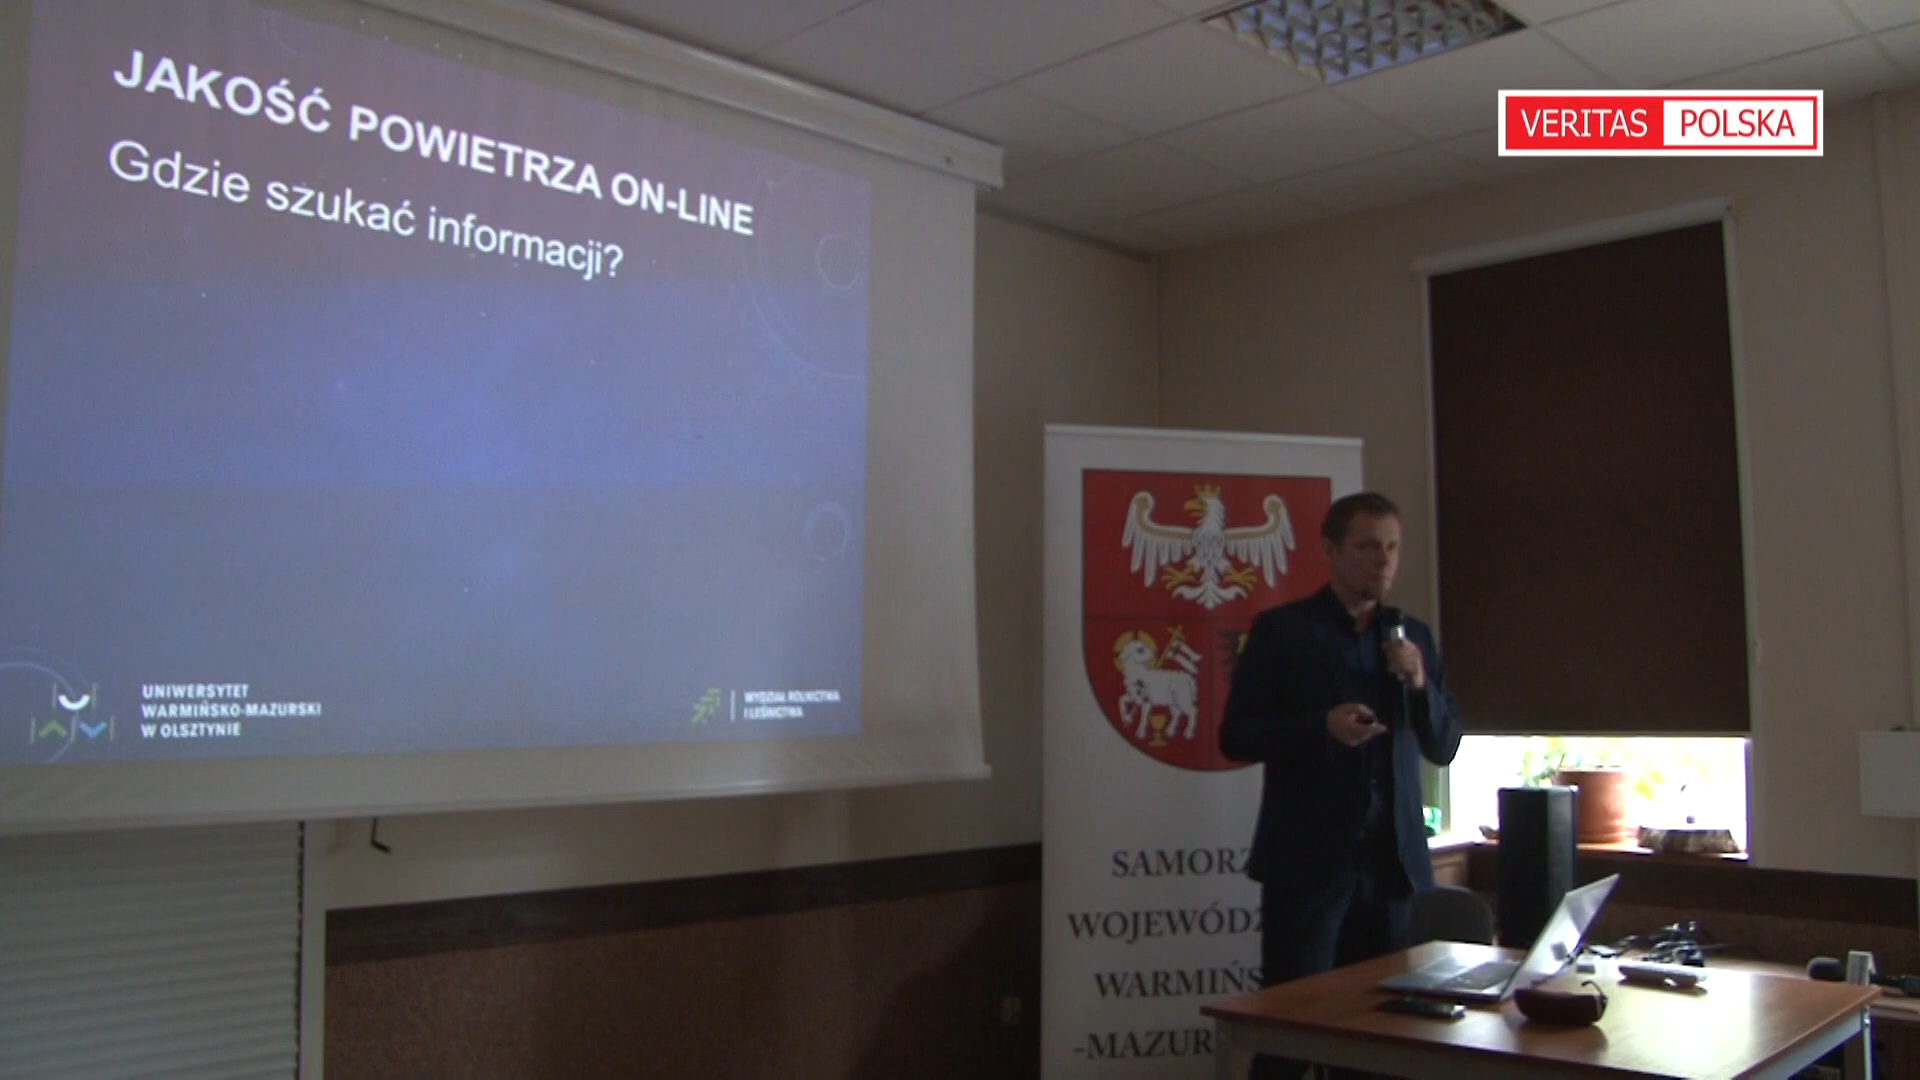 JAKOŚĆ POWIETRZA ON-LINE
Gdzie szukać informacji?
UNIWERSYTET
WARMIŃSKO-MAZURSKI
W OLSZTYNIE
WYDZIAŁ ROLNICTWA
I LEŚNICTWA
VERITAS POLSKA
SAMORZ
WOJEWÓDZ
WARMIŃS
-MAZUR